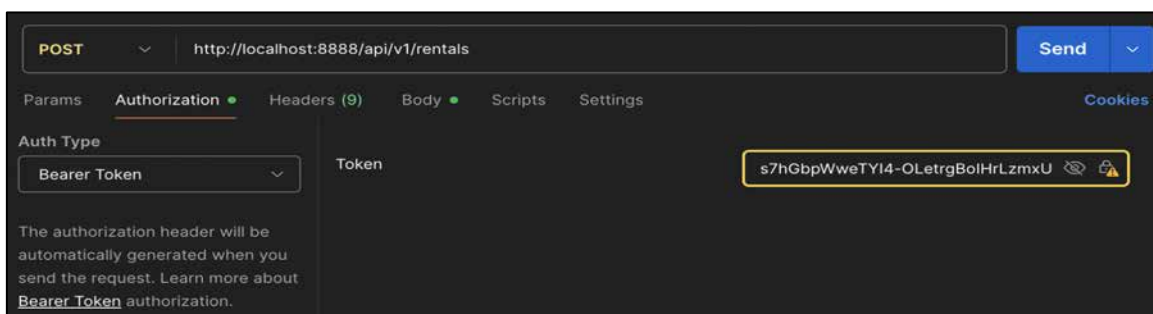 POST http://localhost:8888/api/v1/rentals Send
Params Authorization Headers (9) Body Scripts Settings Cookies
Auth Type
Bearer Token
Token s7hGbpWweTYI4-OLetrgBolHrLzmxU
The authorization header will be
automatically generated when you
send the request. Learn more about
Bearer Token authorization.